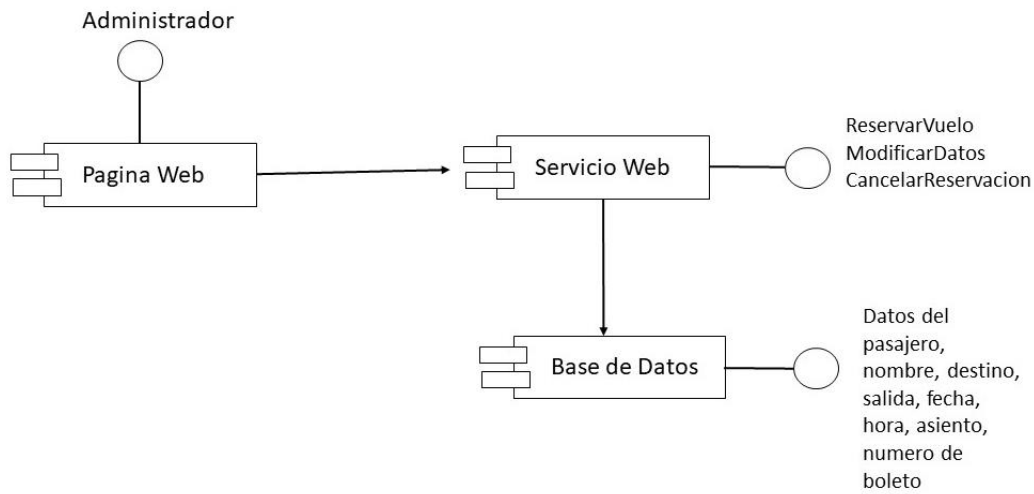 Administrador
Pagina Web
Servicio Web
ReservarVuelo
ModificarDatos
CancelarReservacion
Base de Datos
Datos del
pasajero,
nombre, destino,
salida, fecha,
hora, asiento,
numero de
boleto